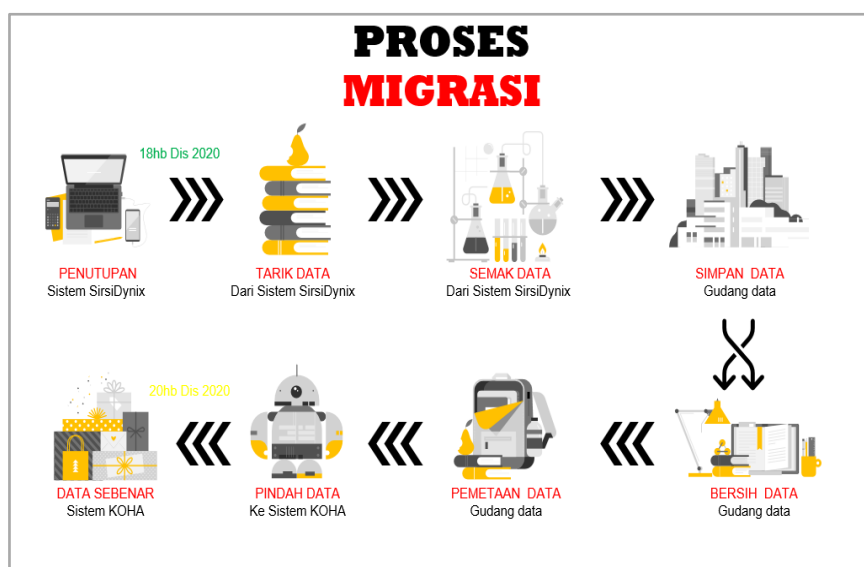 PROSES
MIGRASI
18hb Dis 2020
PENUTUPAN
Sistem SirsiDynix
TARIK DATA
Dari Sistem SirsiDynix
SEMAK DATA
Dari Sistem SirsiDynix
SIMPAN DATA
Gudang data
20hb Dis 2020
DATA SEBENAR
Sistem KOHA
PINDAH DATA
Ke Sistem KOHA
PEMETAAN DATA
Gudang data
BERSIH DATA
Gudang data